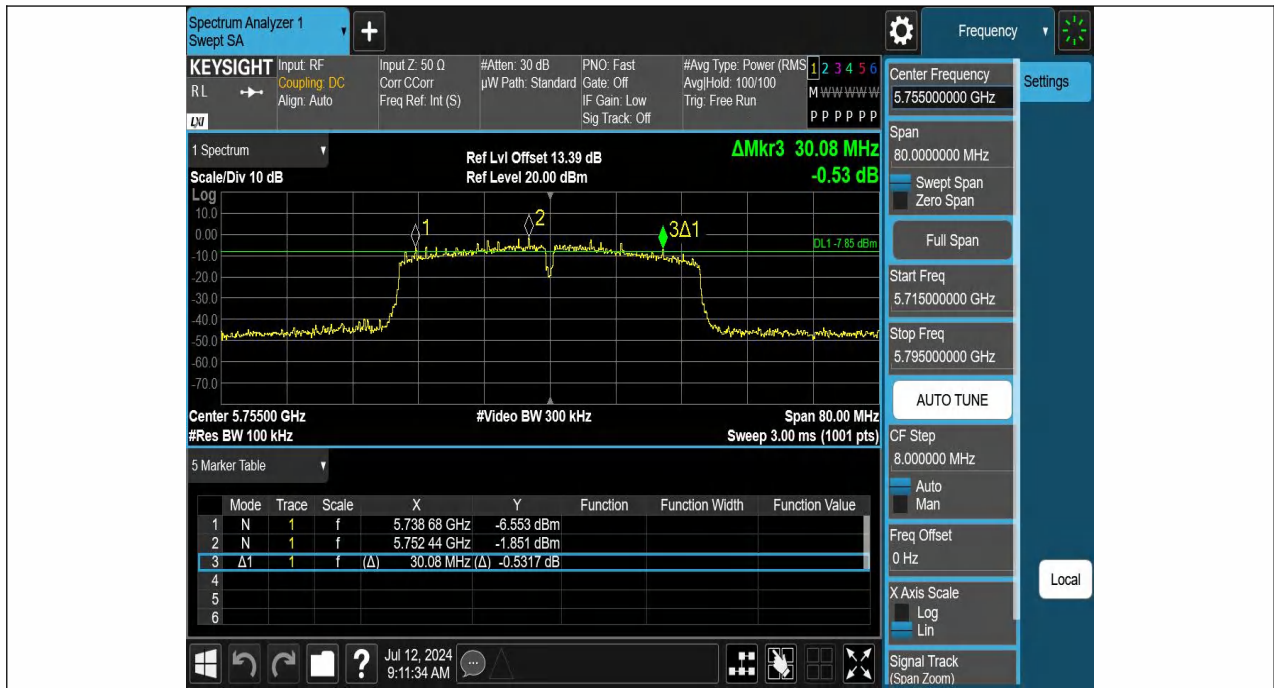 Spectrum Analyzer 1
Swept SA
+
Frequency
KEYSIGHT
RL
LXI
Input: RF
Coupling: DC
Align: Auto
Input Z: 50 Ω
Corr CCorr
Freq Ref: Int (S)
#Atten: 30 dB
µW Path: Standard
PNO: Fast
Gate: Off
IF Gain: Low
Sig Track: Off
#Avg Type: Power (RMS
Avg|Hold: 100/100
Trig: Free Run
1 2 3 4 5 6
M W W W W W
P P P P P P
1 Spectrum
Scale/Div 10 dB
Ref Lvl Offset 13.39 dB
Ref Level 20.00 dBm
ΔMkr3 30.08 MHz
-0.53 dB
Log
10.0
0.00
-10.0
-20.0
-30.0
-40.0
-50.0
-60.0
-70.0
1
2
3Δ1
DL1 -7.85 dBm
Center 5.75500 GHz
#Video BW 300 kHz
Span 80.00 MHz
#Res BW 100 kHz
Sweep 3.00 ms (1001 pts)
5 Marker Table
Mode Trace Scale X Y Function Function Width Function Value
1 N 1 f 5.738 68 GHz -6.553 dBm
2 N 1 f 5.752 44 GHz -1.851 dBm
3 Δ1 1 f (Δ) 30.08 MHz (Δ) -0.5317 dB
4
5
6
?
Jul 12, 2024
9:11:34 AM
Center Frequency
5.755000000 GHz
Settings
Span
80.0000000 MHz
Swept Span
Zero Span
Full Span
Start Freq
5.715000000 GHz
Stop Freq
5.795000000 GHz
AUTO TUNE
CF Step
8.000000 MHz
Auto
Man
Freq Offset
0 Hz
Local
X Axis Scale
Log
Lin
Signal Track
(Span Zoom)